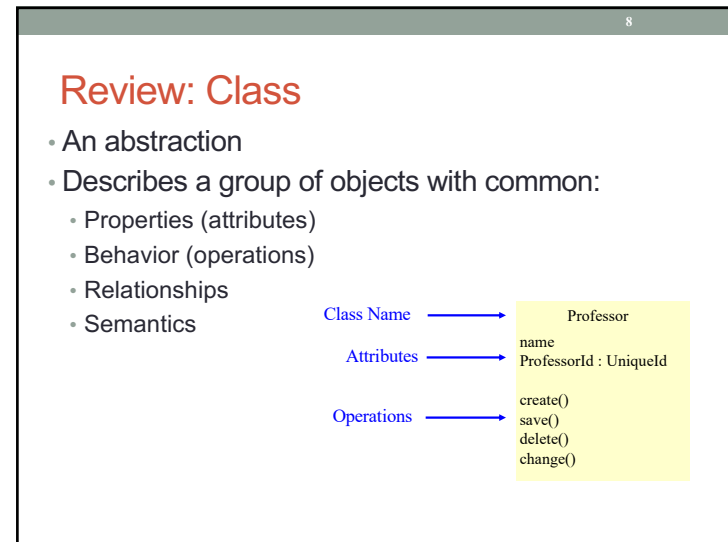 8
Review: Class
• An abstraction
• Describes a group of objects with common:
• Properties (attributes)
• Behavior (operations)
• Relationships
• Semantics
Class Name
Professor
Attributes
name
ProfessorId : UniqueId
Operations
create()
save()
delete()
change()